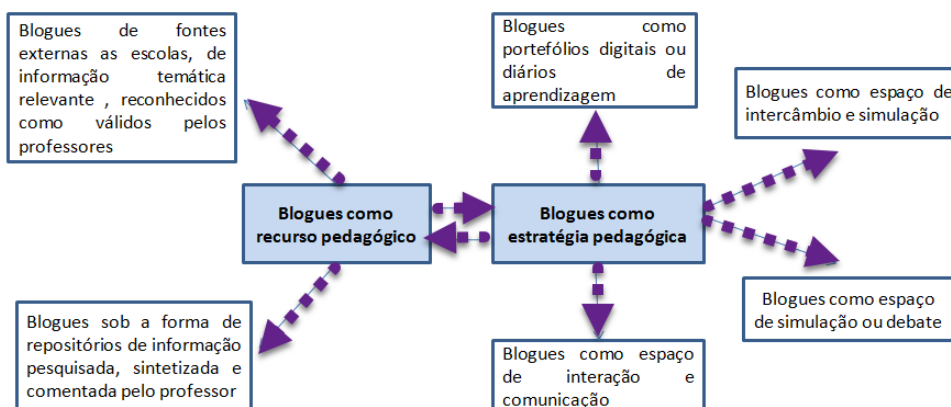 Blogues de fontes
externas as escolas, de
informação temática
relevante , reconhecidos
como válidos pelos
professores
Blogues como
portefólios digitais ou
diários de
aprendizagem
Blogues como espaço de
intercâmbio e simulação
Blogues como
recurso pedagógico
Blogues como
estratégia pedagógica
Blogues sob a forma de
repositórios de informação
pesquisada, sintetizada e
comentada pelo professor
Blogues como espaço
de interação e
comunicação
Blogues como espaço
de simulação ou debate